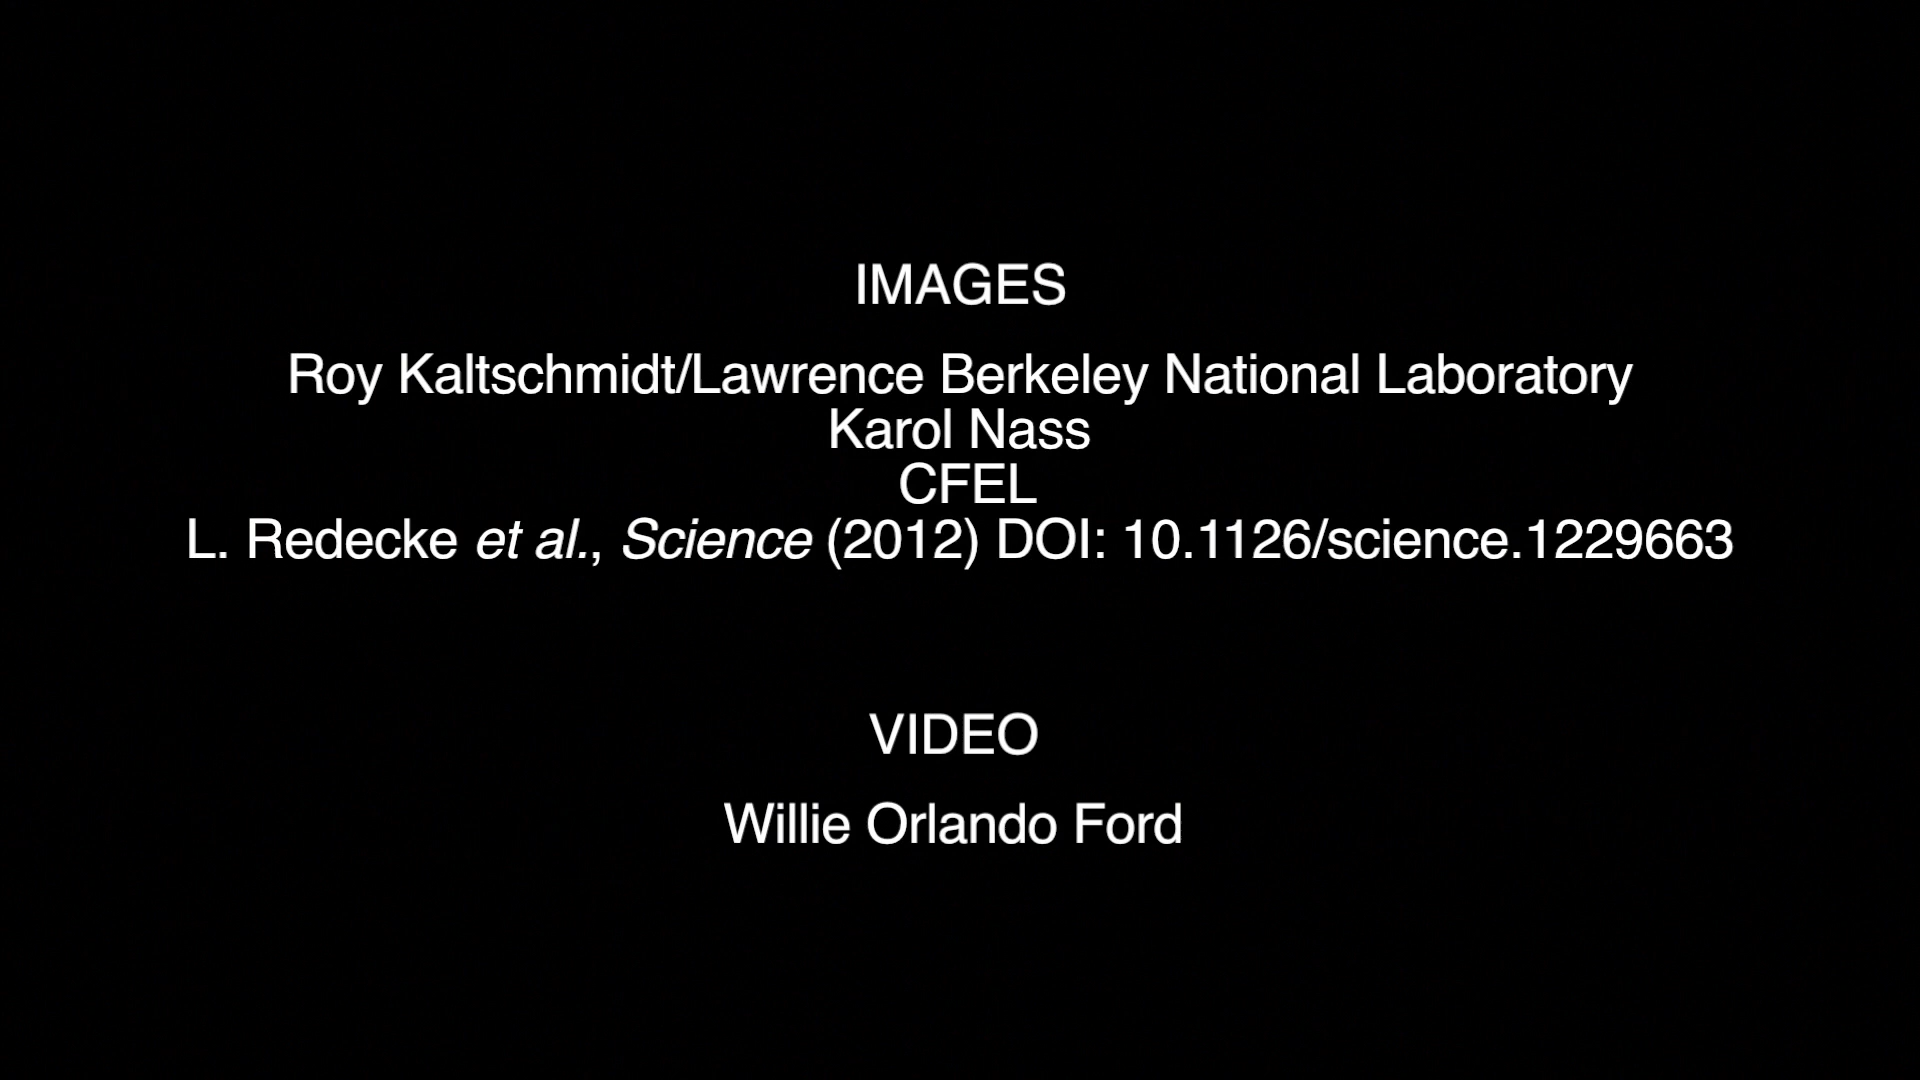 IMAGES
Roy Kaltschmidt/Lawrence Berkeley National Laboratory
Karol Nass
CFEL
L. Redecke et al., Science (2012) DOI: 10.1126/science.1229663
VIDEO
Willie Orlando Ford